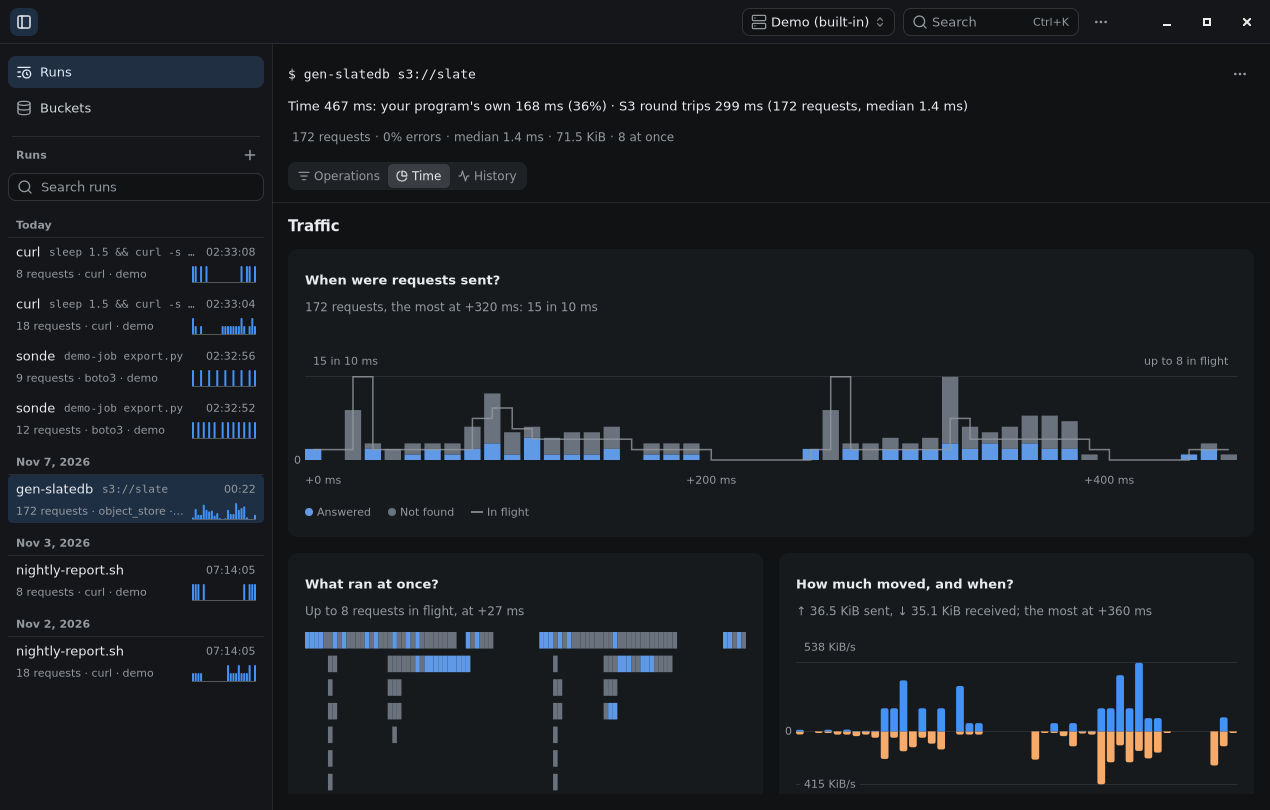 Demo (built-in)
Search
Ctrl+K
Runs
Buckets
Runs
Search runs
Today
curl sleep 1.5 && curl -s … 02:33:08
8 requests · curl · demo
curl sleep 1.5 && curl -s … 02:33:04
18 requests · curl · demo
sonde demo-job export.py 02:32:56
9 requests · boto3 · demo
sonde demo-job export.py 02:32:52
12 requests · boto3 · demo
Nov 7, 2026
gen-slatedb s3://slate 00:22
172 requests · object_store ·…
Nov 3, 2026
nightly-report.sh 07:14:05
8 requests · curl · demo
Nov 2, 2026
nightly-report.sh 07:14:05
18 requests · curl · demo
$ gen-slatedb s3://slate
Time 467 ms: your program's own 168 ms (36%) · S3 round trips 299 ms (172 requests, median 1.4 ms)
172 requests · 0% errors · median 1.4 ms · 71.5 KiB · 8 at once
Operations
Time
History
Traffic
When were requests sent?
172 requests, the most at +320 ms: 15 in 10 ms
15 in 10 ms
up to 8 in flight
0
+0 ms
+200 ms
+400 ms
Answered
Not found
In flight
What ran at once?
Up to 8 requests in flight, at +27 ms
How much moved, and when?
↑ 36.5 KiB sent, ↓ 35.1 KiB received; the most at +360 ms
538 KiB/s
0
415 KiB/s